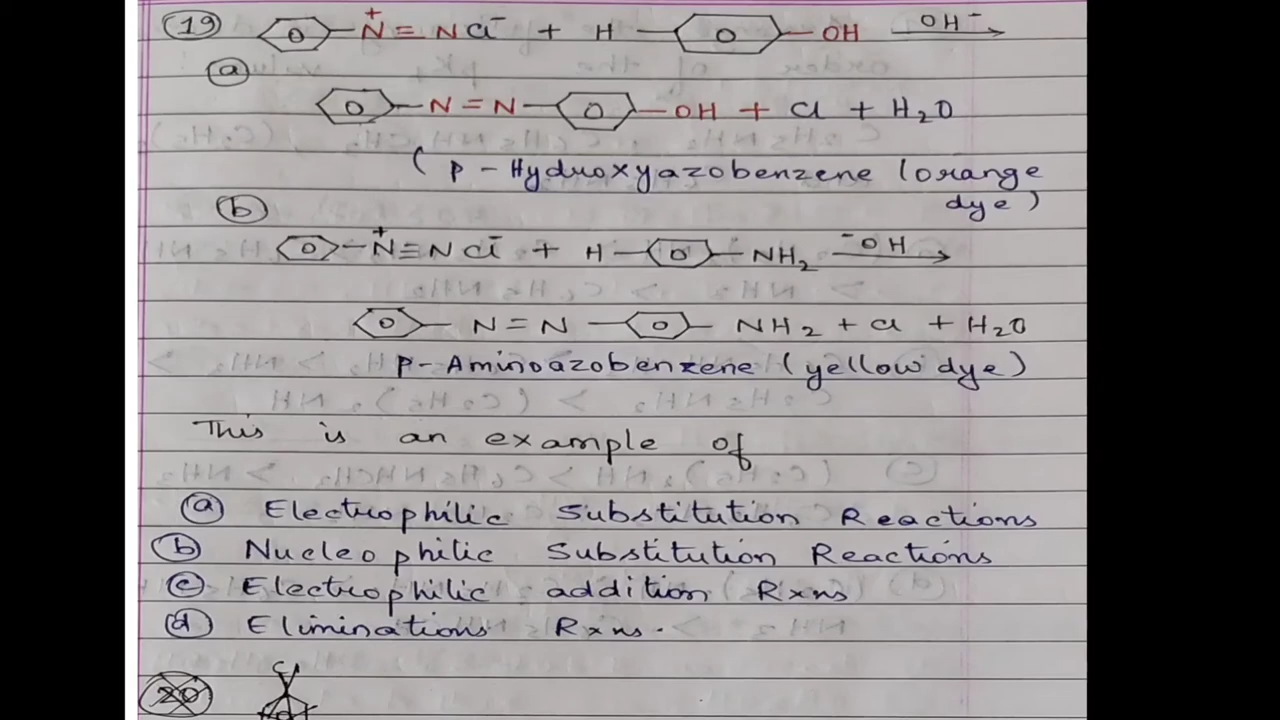 (19) ⌬-N⁺=NCl⁻ + H-⌬-OH OH⁻→
(a)
⌬-N=N-⌬-OH + Cl + H₂O
( p - Hydroxyazobenzene (orange
dye)
(b)
⌬-N⁺≡NCl⁻ + H-⌬-NH₂ ⁻OH→
⌬- N=N -⌬- NH₂ + Cl + H₂O
p-Aminoazobenzene (yellow dye)
This is an example of
(a) Electrophilic Substitution Reactions
(b) Nucleophilic Substitution Reactions
(c) Electrophilic addition Rxns
(d) Eliminations Rxns.